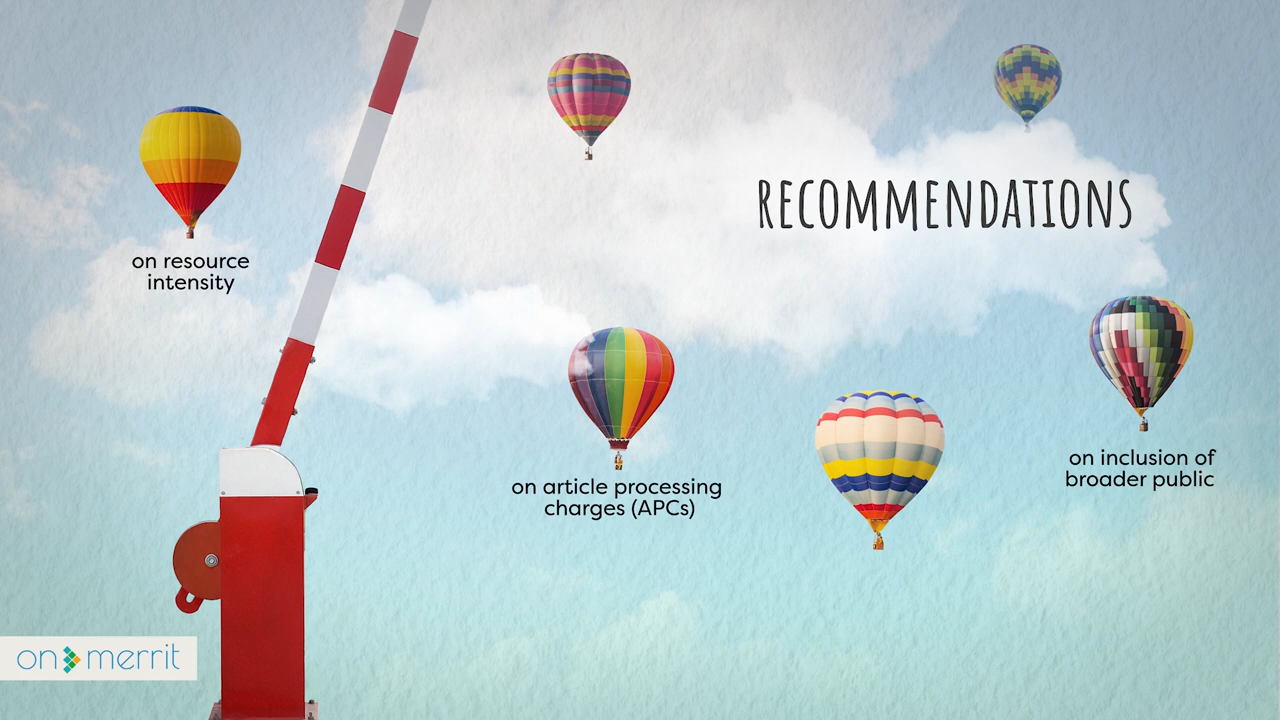 RECOMMENDATIONS
on resource
intensity
on article processing
charges (APCs)
on inclusion of
broader public
on merrit